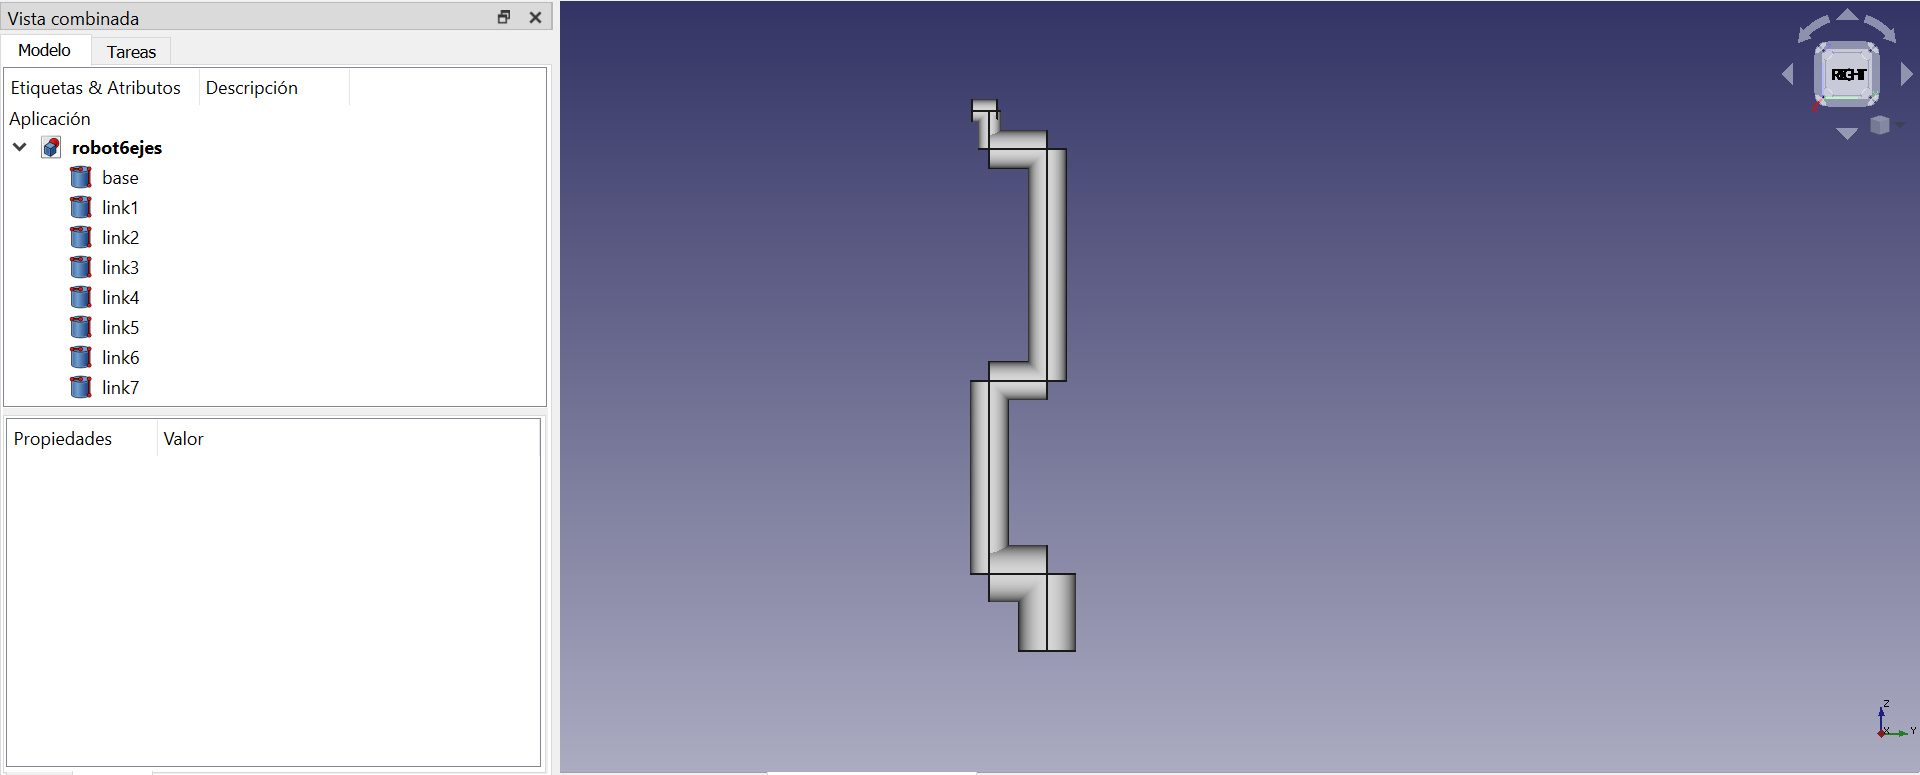 Vista combinada
Modelo Tareas
Etiquetas & Atributos Descripción
Aplicación
robot6ejes
base
link1
link2
link3
link4
link5
link6
link7
Propiedades Valor
RIGHT
Z
X
Y